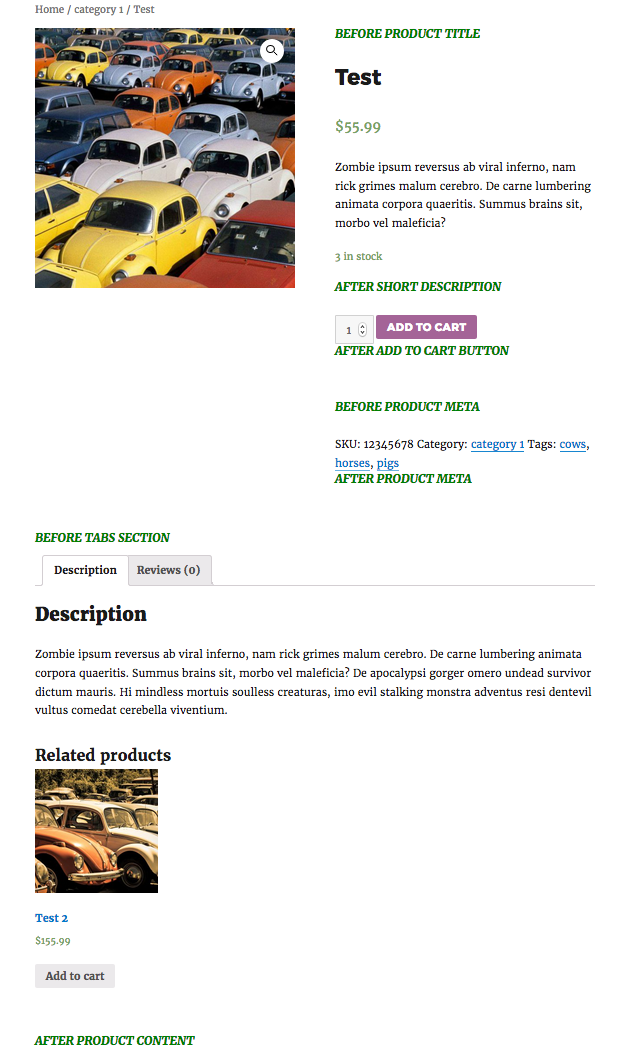 Home / category 1 / Test
BEFORE PRODUCT TITLE
Test
$55.99
Zombie ipsum reversus ab viral inferno, nam
rick grimes malum cerebro. De carne lumbering
animata corpora quaeritis. Summus brains sit,
morbo vel maleficia?
3 in stock
AFTER SHORT DESCRIPTION
1 ADD TO CART
AFTER ADD TO CART BUTTON
BEFORE PRODUCT META
SKU: 12345678 Category: category 1 Tags: cows,
horses, pigs
AFTER PRODUCT META
BEFORE TABS SECTION
Description Reviews (0)
Description
Zombie ipsum reversus ab viral inferno, nam rick grimes malum cerebro. De carne lumbering animata
corpora quaeritis. Summus brains sit, morbo vel maleficia? De apocalypsi gorger omero undead survivor
dictum mauris. Hi mindless mortuis soulless creaturas, imo evil stalking monstra adventus resi dentevil
vultus comedat cerebella viventium.
Related products
Test 2
$155.99
Add to cart
AFTER PRODUCT CONTENT